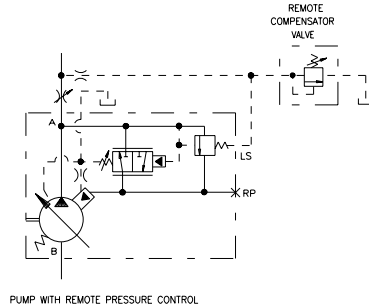 REMOTE
COMPENSATOR
VALVE
A
LS
RP
B
PUMP WITH REMOTE PRESSURE CONTROL